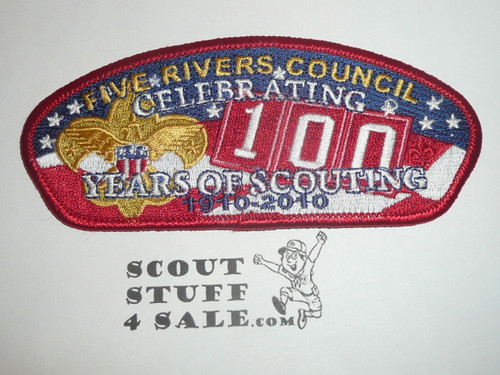 FIVE RIVERS COUNCIL
CELEBRATING
100
YEARS OF SCOUTING
1910-2010
SCOUT
STUFF
4 SALE.com